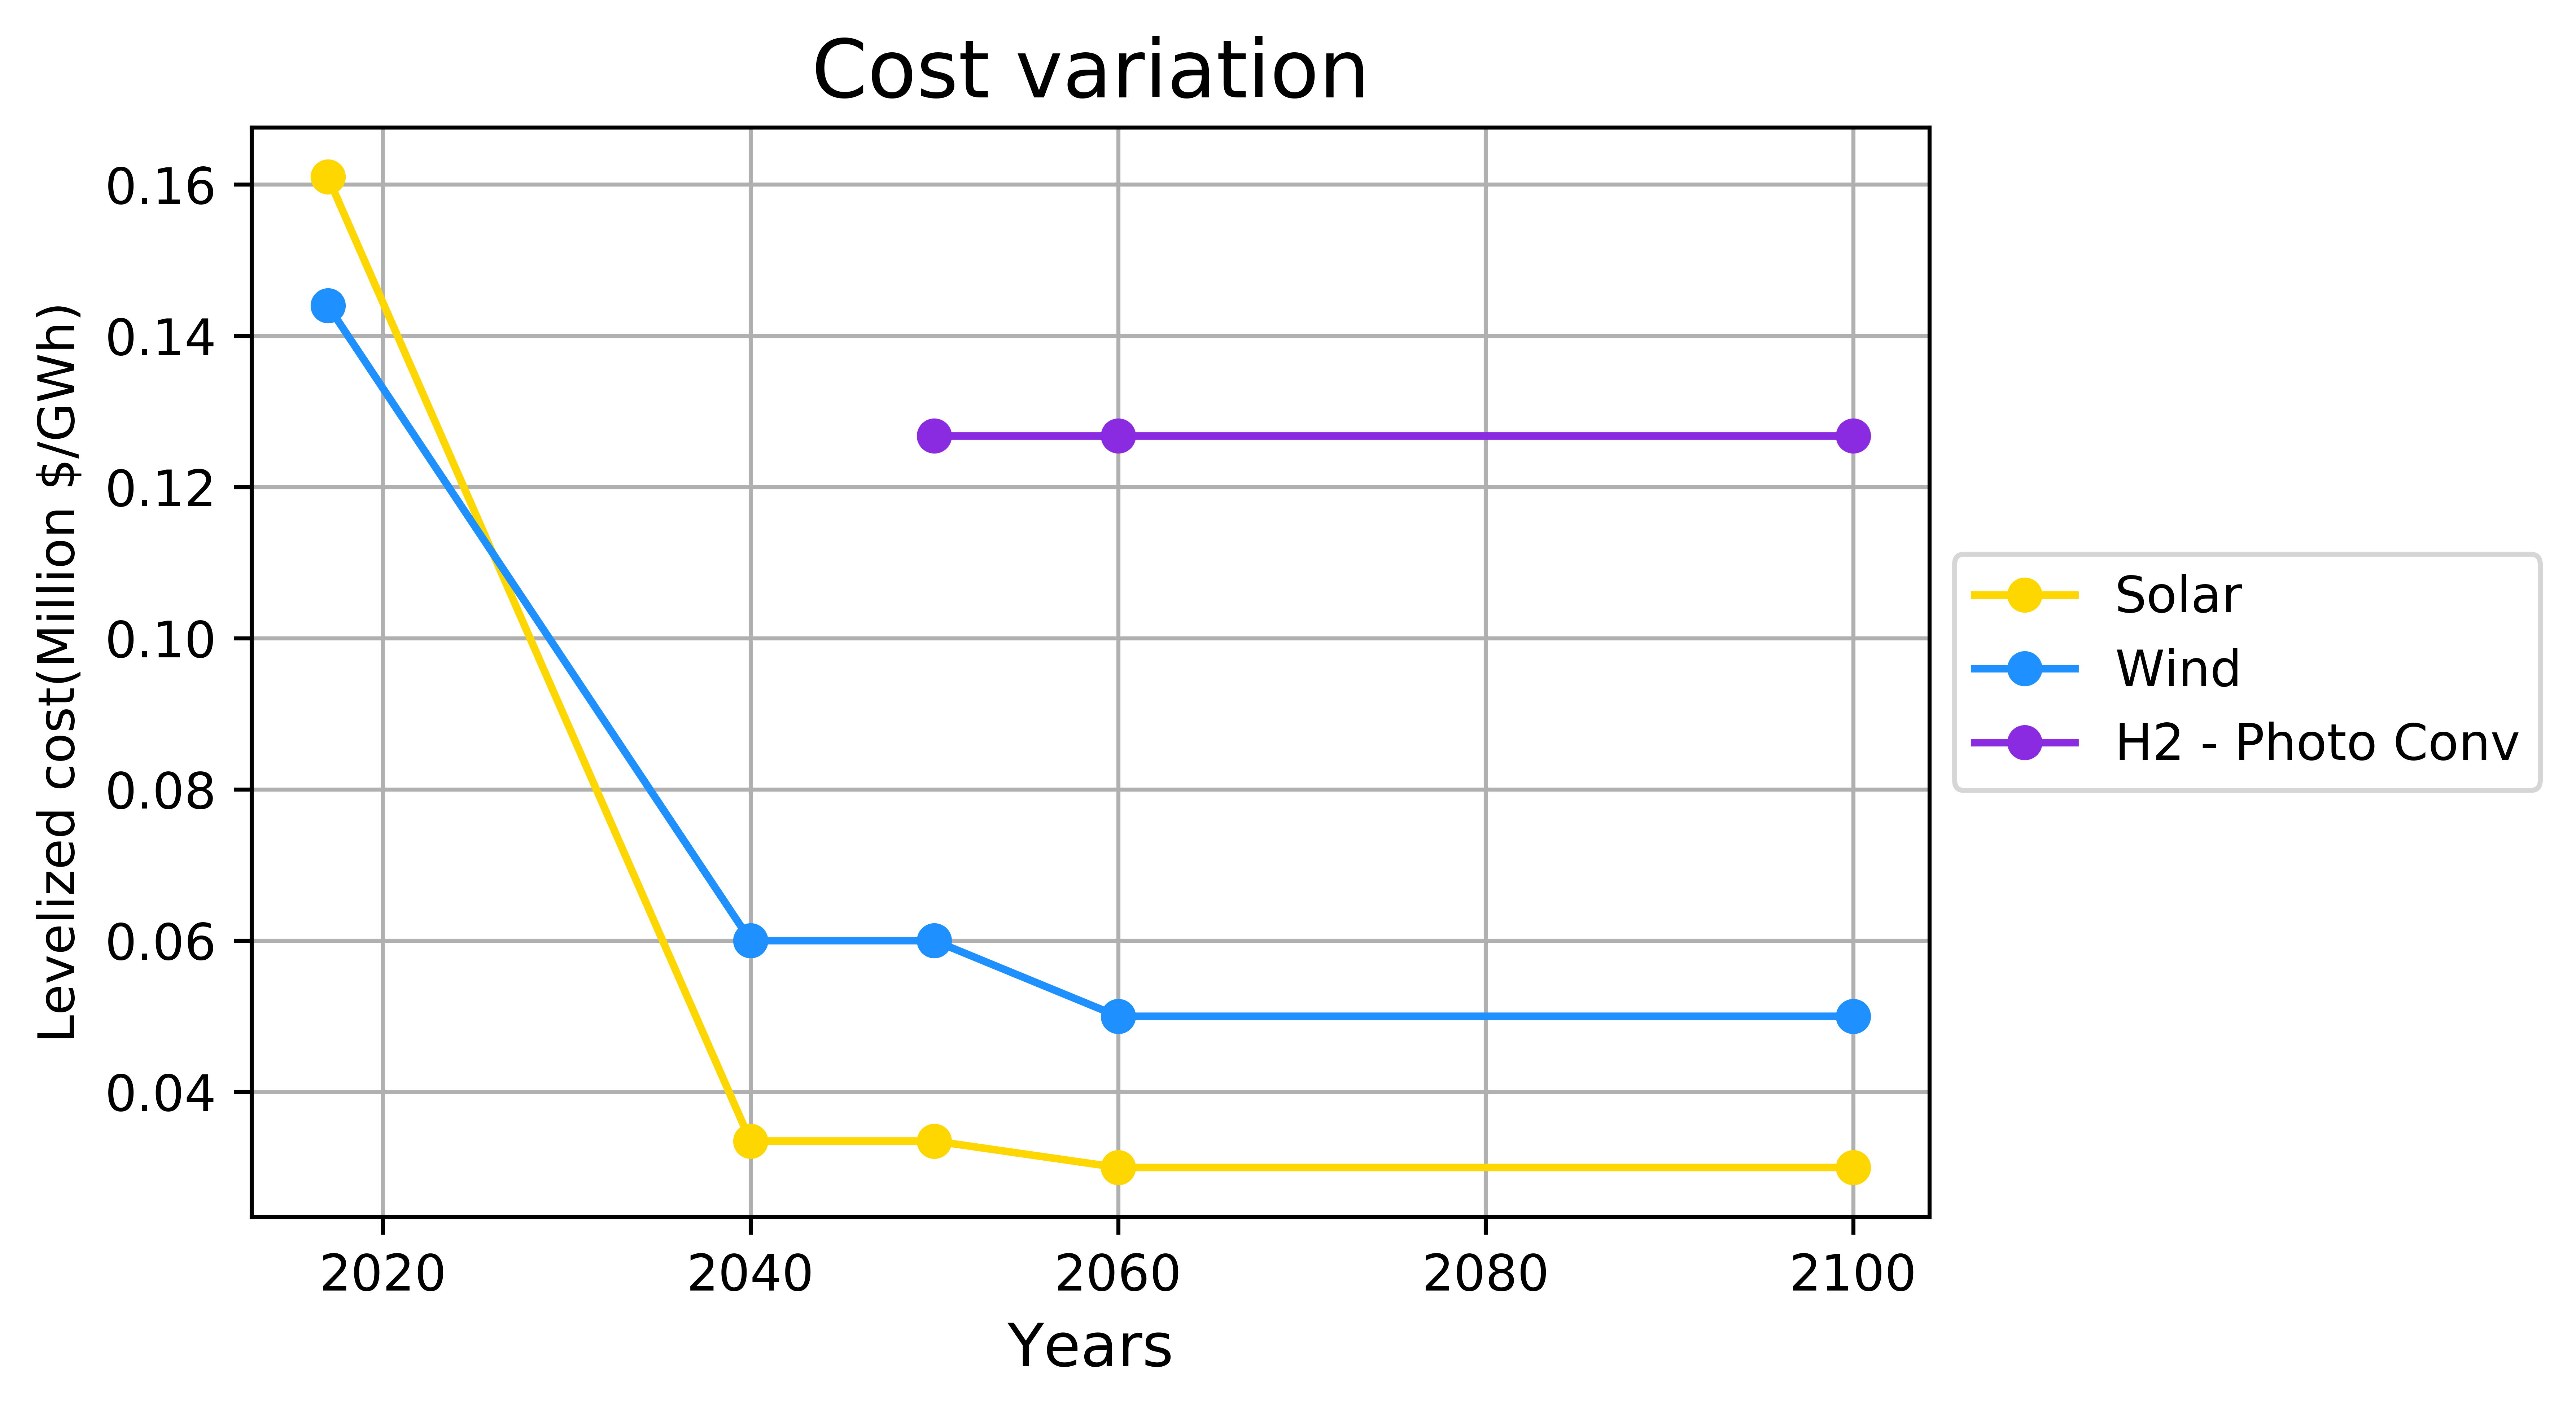 Cost variation
Levelized cost(Million $/GWh)
0.16
0.14
0.12
0.10
0.08
0.06
0.04
2020 2040 2060 2080 2100
Years
Solar
Wind
H2 - Photo Conv